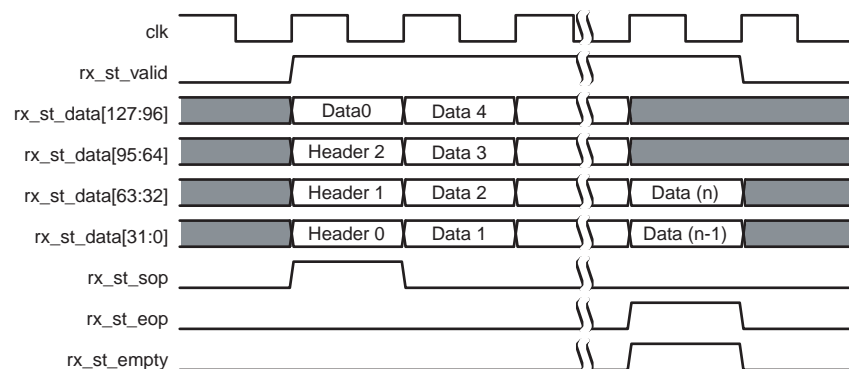 clk
rx_st_valid
rx_st_data[127:96] Data0 Data 4
rx_st_data[95:64] Header 2 Data 3
rx_st_data[63:32] Header 1 Data 2 Data (n)
rx_st_data[31:0] Header 0 Data 1 Data (n-1)
rx_st_sop
rx_st_eop
rx_st_empty